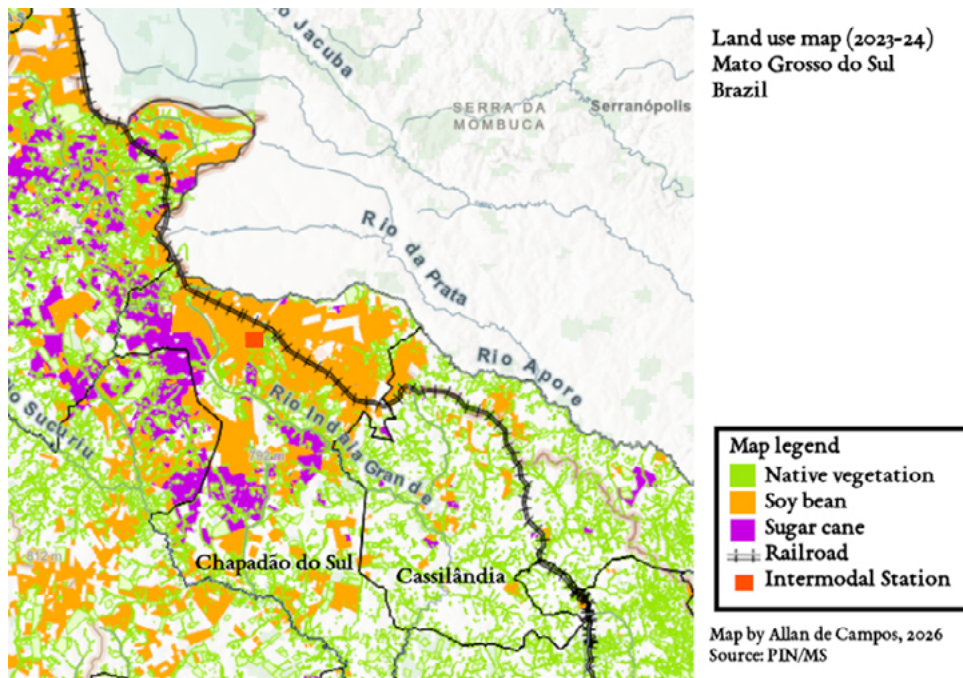 Jacuba
SERRA DA
MOMBUCA
Serranópolis
Rio da Prata
Rio Apore
Rio Indaia Grande
Sucuriu
812 m
Chapadão do Sul
Cassilândia
Land use map (2023-24)
Mato Grosso do Sul
Brazil
Map legend
Native vegetation
Soy bean
Sugar cane
Railroad
Intermodal Station
Map by Allan de Campos, 2026
Source: PIN/MS